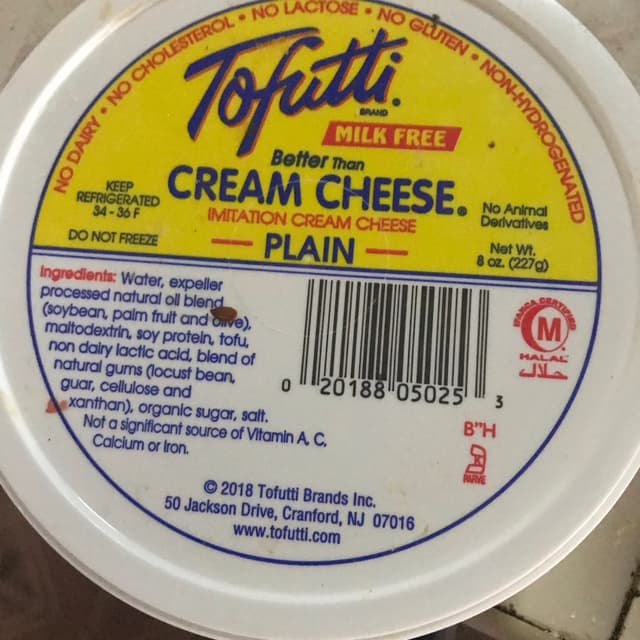 NO DAIRY • NO CHOLESTEROL • NO LACTOSE • NO GLUTEN • NON-HYDROGENATED
Tofutti
BRAND
MILK FREE
Better Than
CREAM CHEESE®
IMITATION CREAM CHEESE
PLAIN
KEEP
REFRIGERATED
34 - 36 F
DO NOT FREEZE
No Animal
Derivatives
Net Wt.
8 oz. (227g)
Ingredients: Water, expeller
processed natural oil blend
(soybean, palm fruit and olive),
maltodextrin, soy protein, tofu,
non dairy lactic acid, blend of
natural gums (locust bean,
guar, cellulose and
xanthan), organic sugar, salt.
Not a significant source of Vitamin A, C,
Calcium or Iron.
0 20188 05025 3
IFANCA CERTIFIED
M
HALAL
حلال
B"H
K
PARVE
© 2018 Tofutti Brands Inc.
50 Jackson Drive, Cranford, NJ 07016
www.tofutti.com